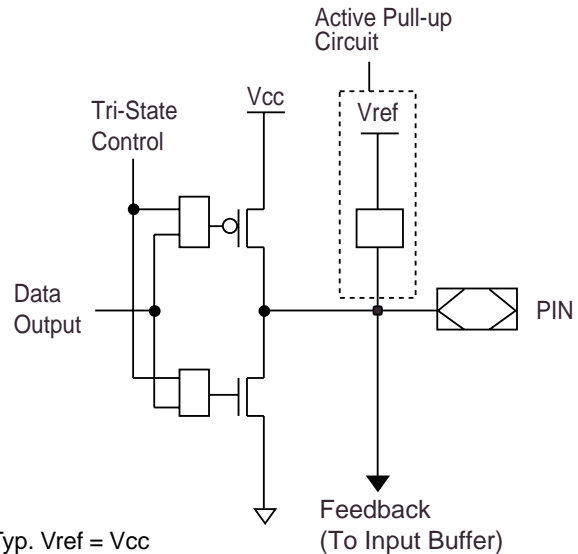 Active Pull-up
Circuit
Vcc
Vref
Tri-State
Control
Data
Output
PIN
Feedback
(To Input Buffer)
Typ. Vref = Vcc